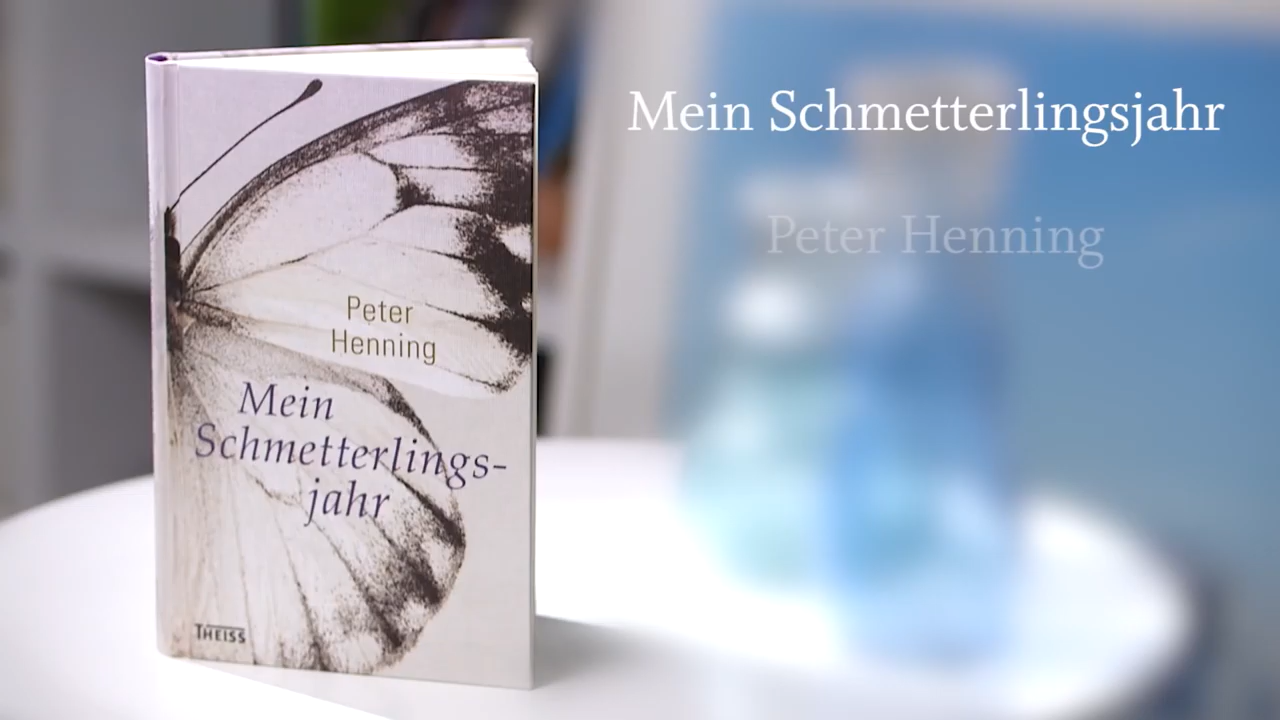 Peter
Henning
Mein
Schmetterlings-
jahr
THEISS
Mein Schmetterlingsjahr
Peter Henning